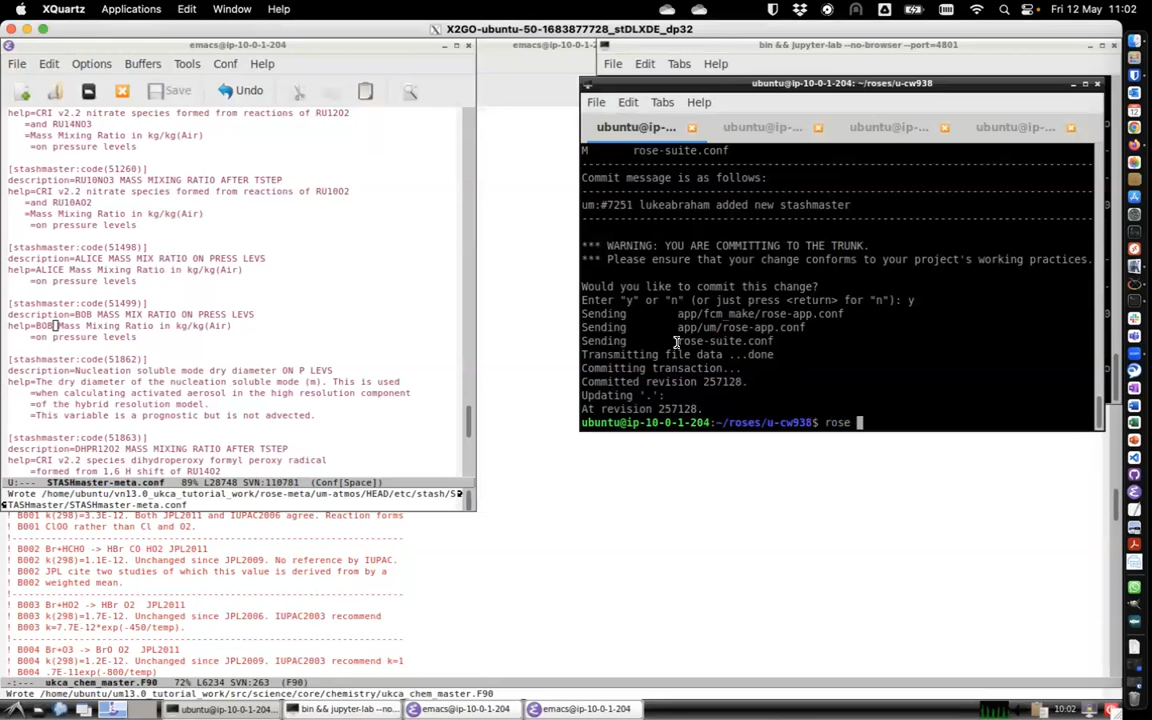 XQuartz Applications Edit Window Help
Fri 12 May 11:02
X2GO-ubuntu-50-1683877728_stDLXDE_dp32
emacs@ip-10-0-1-204
emacs@ip-10-0-1-2
bin && jupyter-lab --no-browser --port=4801
File Edit Options Buffers Tools Conf Help
File Edit Tabs Help
Save Undo
help=CRI v2.2 nitrate species formed from reactions of RU12O2
=and RU14NO3
=Mass Mixing Ratio in kg/kg(Air)
=on pressure levels
[stashmaster:code(51260)]
description=RU10NO3 MASS MIXING RATIO AFTER TSTEP
help=CRI v2.2 nitrate species formed from reactions of RU10O2
=and RU10AO2
=Mass Mixing Ratio in kg/kg(Air)
=on pressure levels
[stashmaster:code(51498)]
description=ALICE MASS MIX RATIO ON PRESS LEVS
help=ALICE Mass Mixing Ratio in kg/kg(Air)
=on pressure levels
[stashmaster:code(51499)]
description=BOB MASS MIX RATIO ON PRESS LEVS
help=BOB Mass Mixing Ratio in kg/kg(Air)
=on pressure levels
[stashmaster:code(51862)]
description=Nucleation soluble mode dry diameter ON P LEVS
help=The dry diameter of the nucleation soluble mode (m). This is used
=when calculating activated aerosol in the high resolution component
=of the hybrid resolution model.
=This variable is a prognostic but is not advected.
[stashmaster:code(51863)]
description=DHPR12O2 MASS MIXING RATIO AFTER TSTEP
help=CRI v2.2 species dihydroperoxy formyl peroxy radical
=formed from 1,6 H shift of RU14O2
U:--- STASHmaster-meta.conf 89% L28748 SVN:110781 (Conf[Space])
Wrote /home/ubuntu/vn13.0_ukca_tutorial_work/rose-meta/um-atmos/HEAD/etc/stash/S
TASHmaster/STASHmaster-meta.conf
ubuntu@ip-10-0-1-204: ~/roses/u-cw938
File Edit Tabs Help
ubuntu@ip-... ubuntu@ip-... ubuntu@ip-... ubuntu@ip-...
M rose-suite.conf
Commit message is as follows:
um:#7251 lukeabraham added new stashmaster
*** WARNING: YOU ARE COMMITTING TO THE TRUNK.
*** Please ensure that your change conforms to your project's working practices.
Would you like to commit this change?
Enter "y" or "n" (or just press <return> for "n"): y
Sending app/fcm_make/rose-app.conf
Sending app/um/rose-app.conf
Sending rose-suite.conf
Transmitting file data ...done
Committing transaction...
Committed revision 257128.
Updating '.':
At revision 257128.
ubuntu@ip-10-0-1-204:~/roses/u-cw938$ rose
! B001 k(298)=3.3E-12. Both JPL2011 and IUPAC2006 agree. Reaction forms
! B001 ClOO rather than Cl and O2.
!-----------------------------------------------------------------------
! B002 Br+HCHO -> HBr CO HO2 JPL2011
! B002 k(298)=1.1E-12. Unchanged since JPL2009. No reference by IUPAC.
! B002 JPL cite two studies of which this value is derived from by a
! B002 weighted mean.
!-----------------------------------------------------------------------
! B003 Br+HO2 -> HBr O2  JPL2011
! B003 k(298)=1.7E-12. Unchanged since JPL2006. IUPAC2003 recommend
! B003 k=7.7E-12*exp(-450/temp).
!-----------------------------------------------------------------------
! B004 Br+O3 -> BrO O2  JPL2011
! B004 k(298)=1.2E-12. Unchanged since JPL2009. IUPAC2003 recommend k=1
! B004 .7E-11exp(-800/temp)
-:--- ukca_chem_master.F90 72% L6234 SVN:263 (F90)
Wrote /home/ubuntu/um13.0_tutorial_work/src/science/core/chemistry/ukca_chem_master.F90
ubuntu@ip-10-0-1-204... bin && jupyter-lab --no... emacs@ip-10-0-1-204 emacs@ip-10-0-1-204
10:02